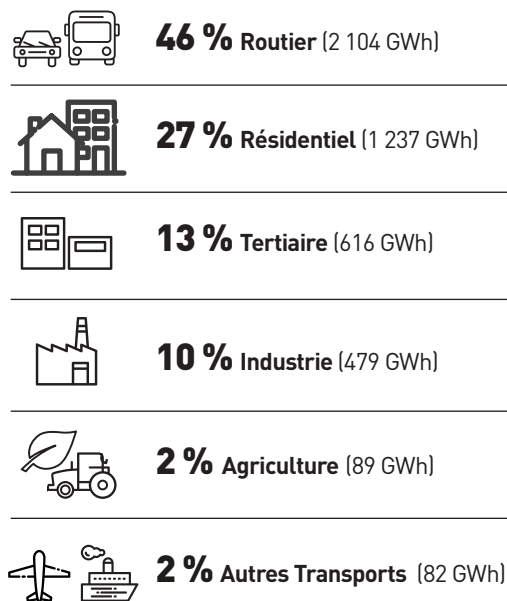 46 % Routier (2 104 GWh)
27 % Résidentiel (1 237 GWh)
13 % Tertiaire (616 GWh)
10 % Industrie (479 GWh)
2 % Agriculture (89 GWh)
2 % Autres Transports (82 GWh)